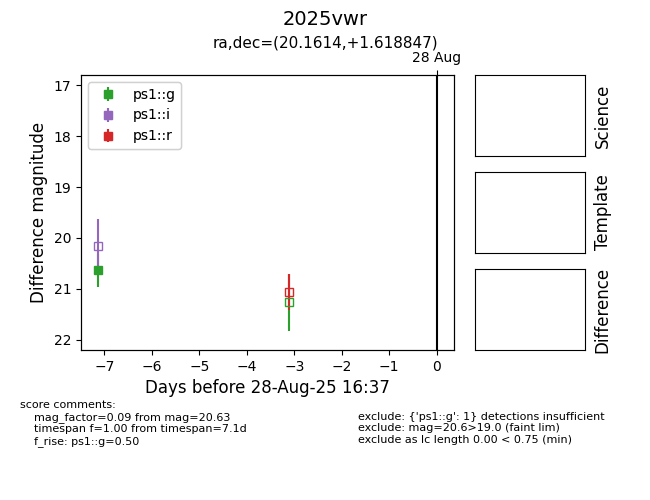 2025vwr
ra,dec=(20.1614,+1.618847)
28 Aug
17
18
19
20
21
22
Difference magnitude
ps1::g
ps1::i
ps1::r
−7
−6
−5
−4
−3
−2
−1
0
Days before 28-Aug-25 16:37
Science
Template
Difference
score comments:
mag_factor=0.09 from mag=20.63
timespan f=1.00 from timespan=7.1d
f_rise: ps1::g=0.50
exclude: {'ps1::g': 1} detections insufficient
exclude: mag=20.6>19.0 (faint lim)
exclude as lc length 0.00 < 0.75 (min)